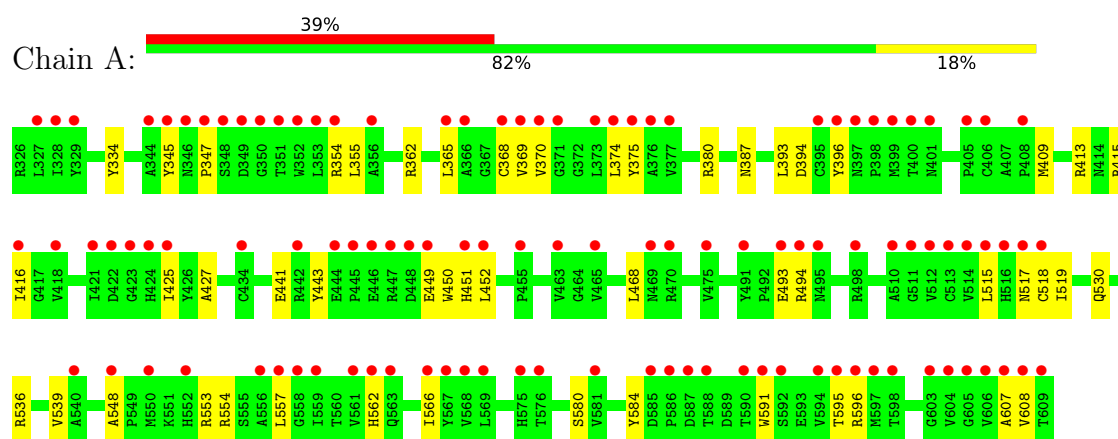 39%
Chain A:
82% 18%
R326 L327 I328 Y329 Y334 A344 Y345 N346 P347 S348 D349 G350 T351 W352 L353 R354 L355 A356 R362 L365 A366 G367 C368 V369 V370 G371 G372 L373 L374 Y375 A376 V377 R380 N387 L393 D394 C395 Y396 N397 P398 M399 T400 N401 P405 C406 A407 P408 M409 R413 N414 R415
I416 G417 V418 I421 D422 G423 H424 I425 Y426 A427 C434 E441 R442 Y443 E444 P445 E446 R447 D448 E449 W450 H451 L452 P455 V463 G464 V465 L468 N469 R470 V475 Y491 P492 E493 R494 N495 R498 A510 G511 V512 C513 V514 L515 H516 N517 C518 I519 Q530
R536 V539 A540 A548 P549 M550 K551 H552 R553 R554 S555 A556 L557 G558 I559 T560 V561 H562 Q563 I566 Y567 V568 L569 H575 T576 S580 V581 Y584 D585 P586 D587 T588 D589 T590 W591 S592 E593 V594 T595 R596 M597 T598 G603 V604 G605 V606 A607 V608 T609